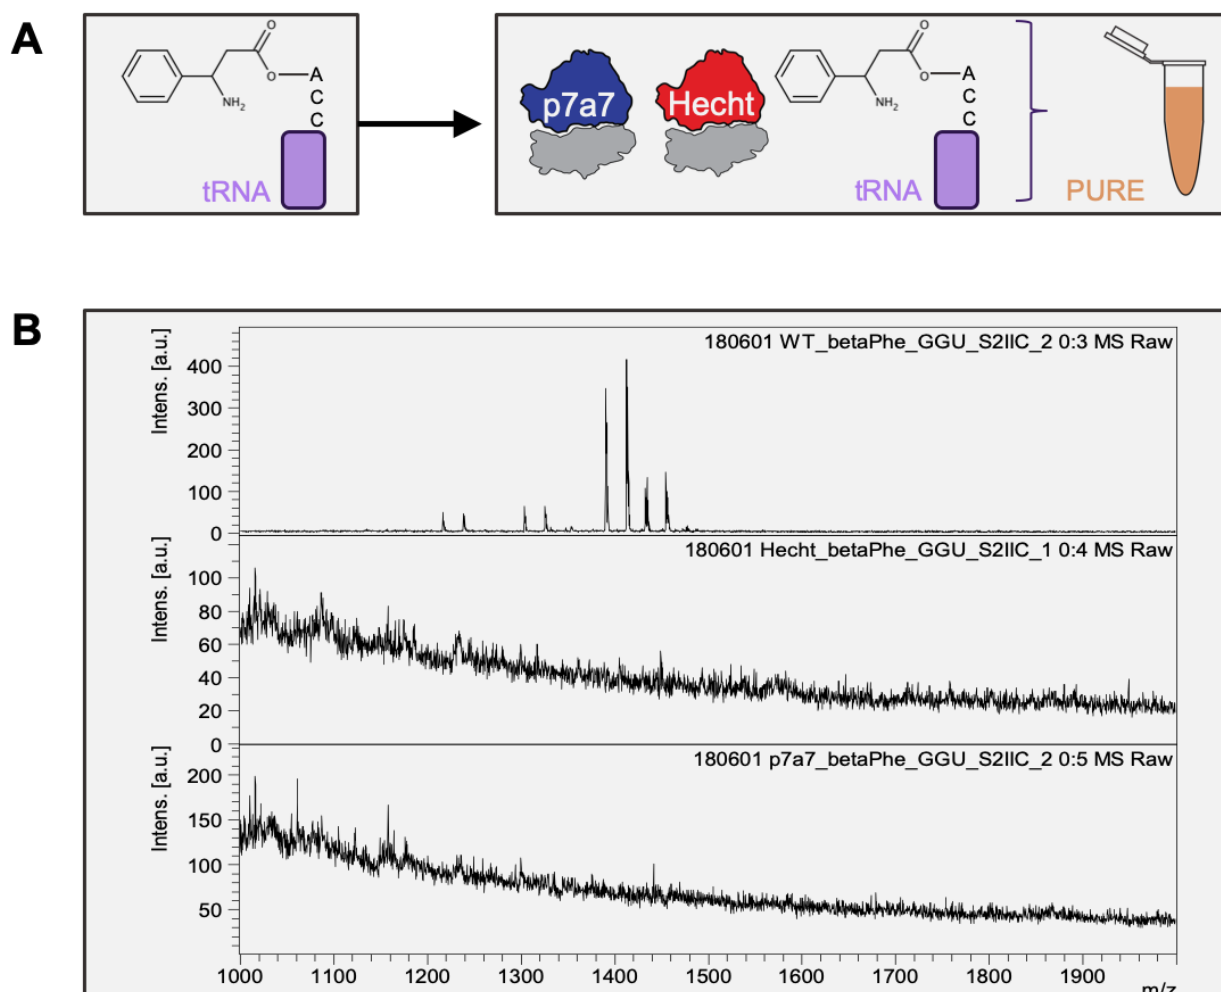 A
O
O
A
NH2
C
C
tRNA
p7a7
Hecht
O
O
A
NH2
C
C
tRNA
PURE
B
180601 WT_betaPhe_GGU_S2IIC_2 0:3 MS Raw
Intens. [a.u.]
400
300
200
100
0
180601 Hecht_betaPhe_GGU_S2IIC_1 0:4 MS Raw
Intens. [a.u.]
100
80
60
40
20
0
180601 p7a7_betaPhe_GGU_S2IIC_2 0:5 MS Raw
Intens. [a.u.]
200
150
100
50
1000 1100 1200 1300 1400 1500 1600 1700 1800 1900
m/z